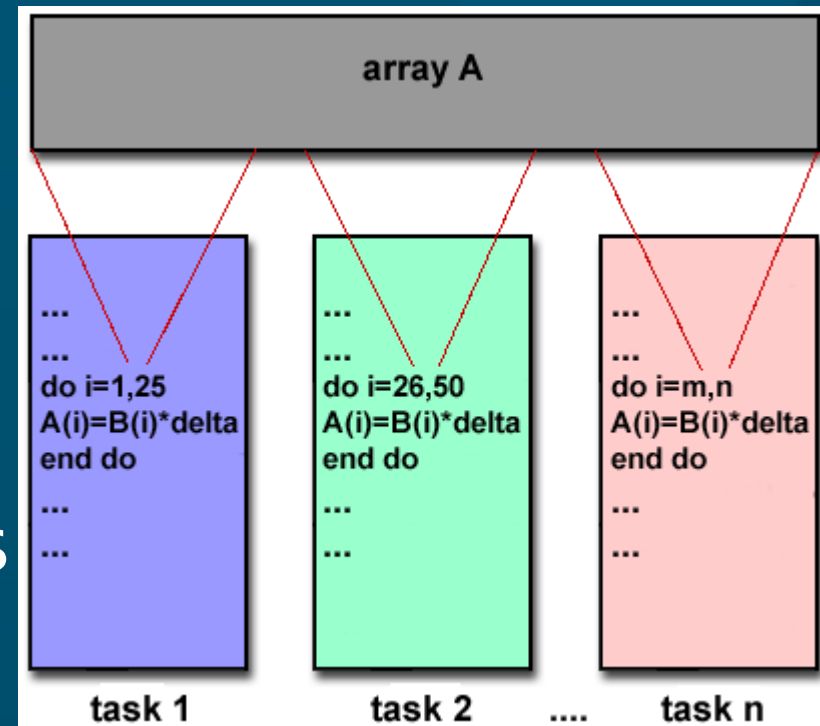 array A
...
...
do i=1,25
A(i)=B(i)*delta
end do
...
...
...
...
do i=26,50
A(i)=B(i)*delta
end do
...
...
...
...
do i=m,n
A(i)=B(i)*delta
end do
...
...
s
task 1 task 2 .... task n